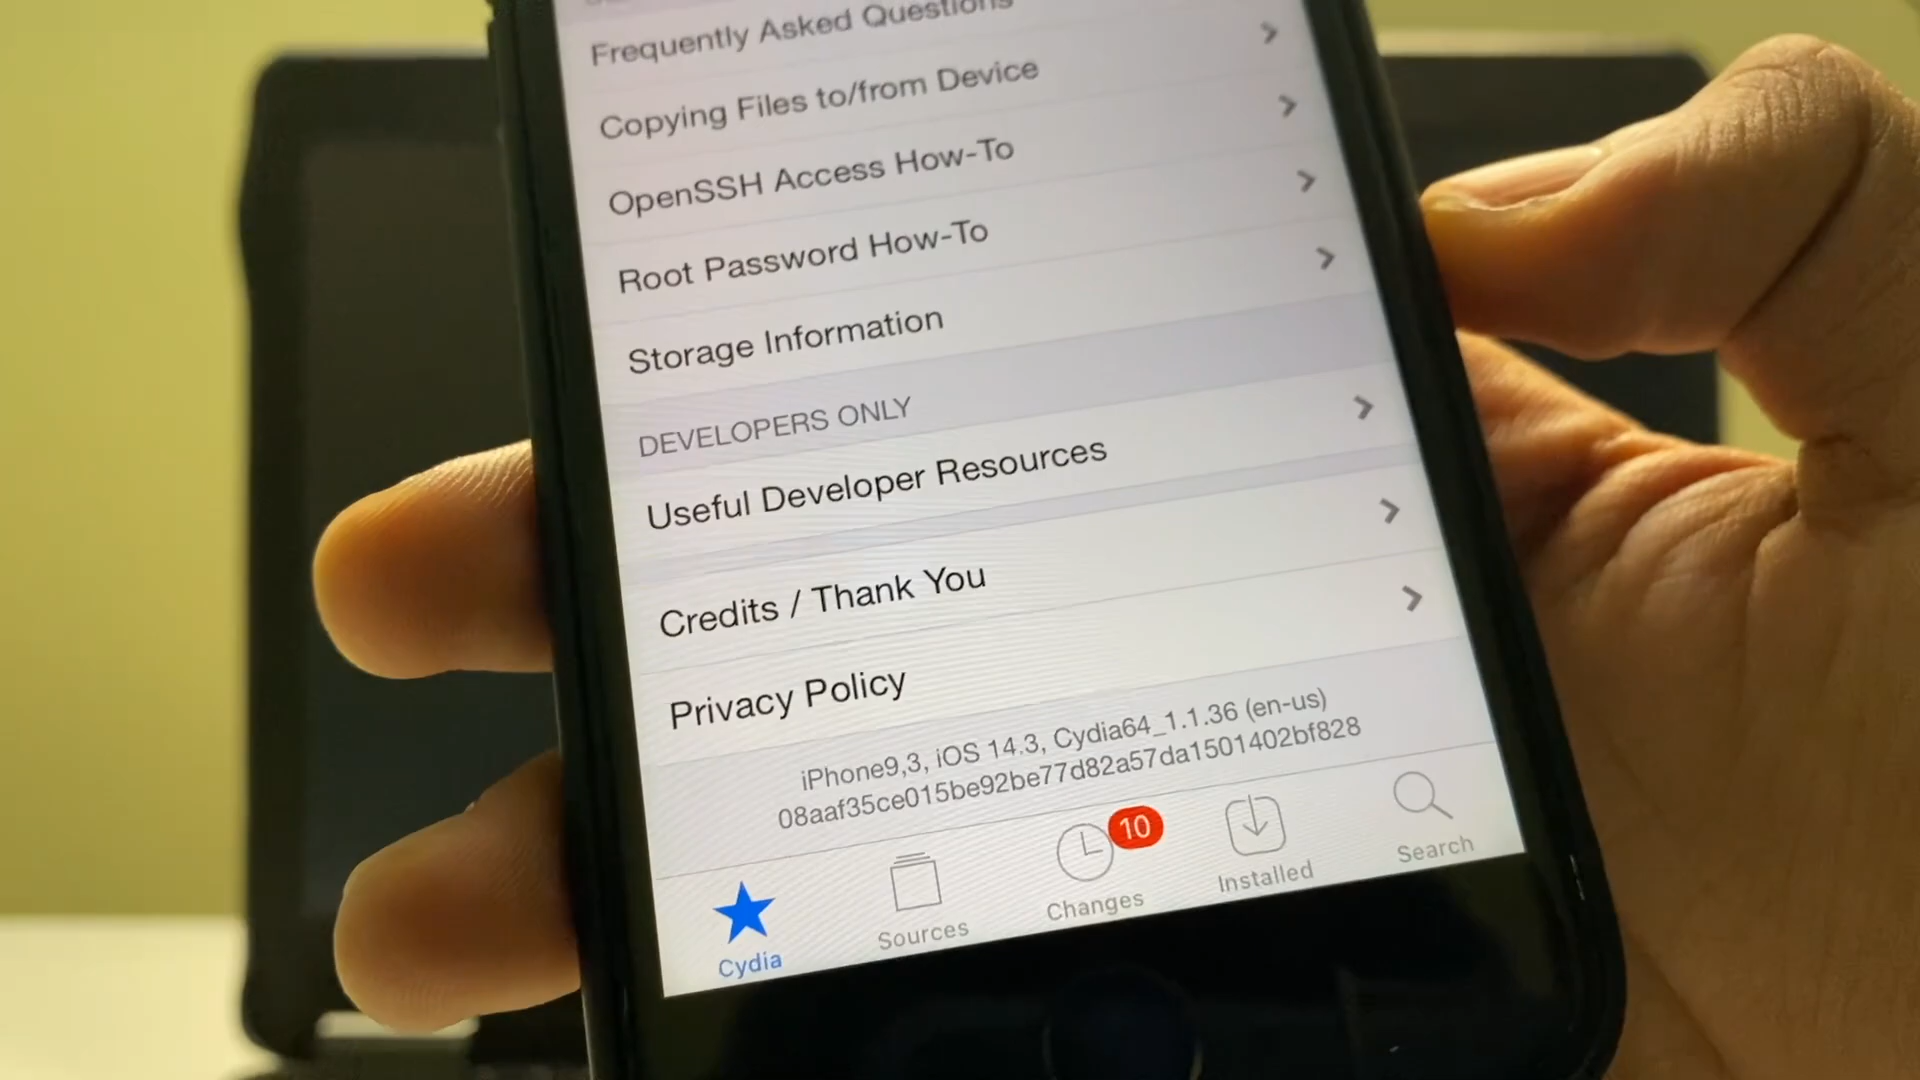 Frequently Asked Questions
Copying Files to/from Device
OpenSSH Access How-To
Root Password How-To
Storage Information
DEVELOPERS ONLY
Useful Developer Resources
Credits / Thank You
Privacy Policy
iPhone9,3, iOS 14.3, Cydia64_1.1.36 (en-us)
08aaf35ce015be92be77d82a57da1501402bf828
10
Cydia
Sources
Changes
Installed
Search